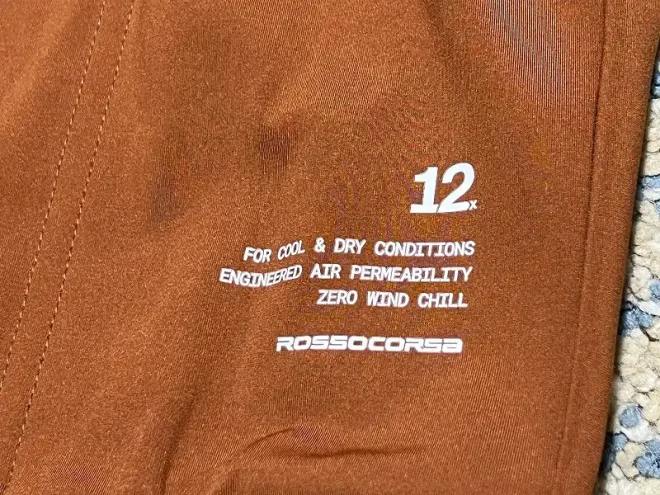 12x
FOR COOL & DRY CONDITIONS
ENGINEERED AIR PERMEABILITY
ZERO WIND CHILL
ROSSOCORSA